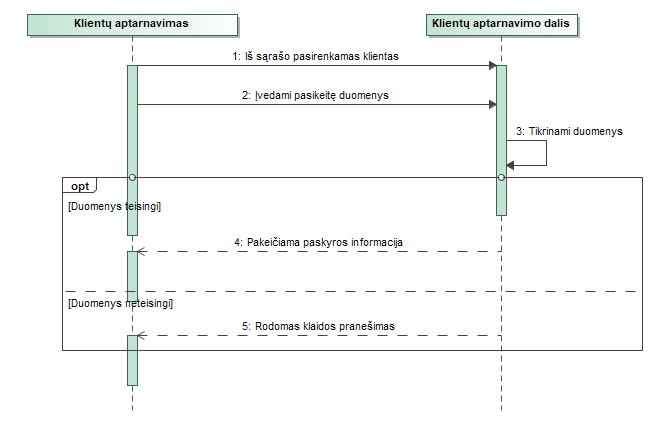 Klientų aptarnavimas
Klientų aptarnavimo dalis
1: Iš sąrašo pasirenkamas klientas
2: Įvedami pasikeitę duomenys
3: Tikrinami duomenys
opt
[Duomenys teisingi]
4: Pakeičiama paskyros informacija
[Duomenys neteisingi]
5: Rodomas klaidos pranešimas